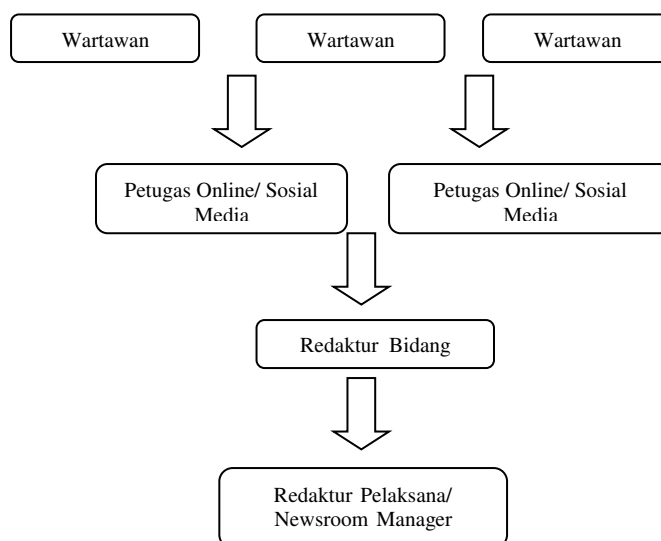 Wartawan
Wartawan
Wartawan
Petugas Online/ Sosial
Media
Petugas Online/ Sosial
Media
Redaktur Bidang
Redaktur Pelaksana/
Newsroom Manager